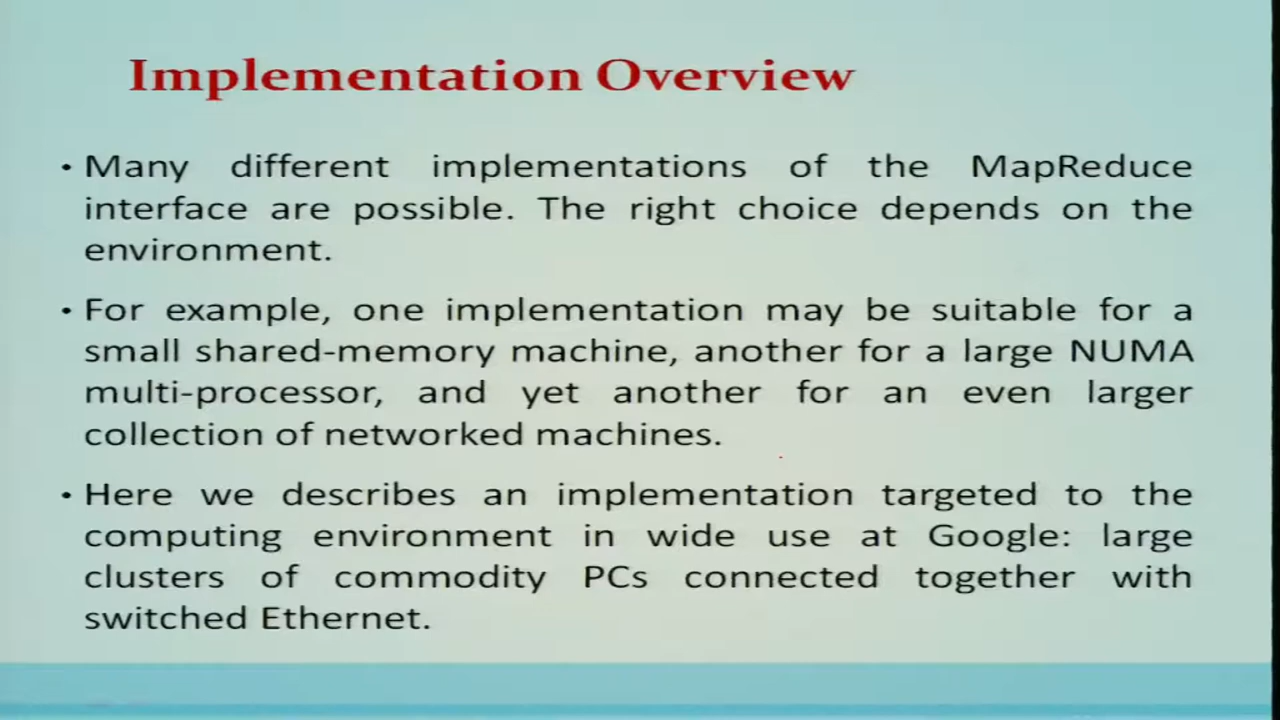 Implementation Overview
• Many different implementations of the MapReduce
interface are possible. The right choice depends on the
environment.
• For example, one implementation may be suitable for a
small shared-memory machine, another for a large NUMA
multi-processor, and yet another for an even larger
collection of networked machines.
• Here we describes an implementation targeted to the
computing environment in wide use at Google: large
clusters of commodity PCs connected together with
switched Ethernet.